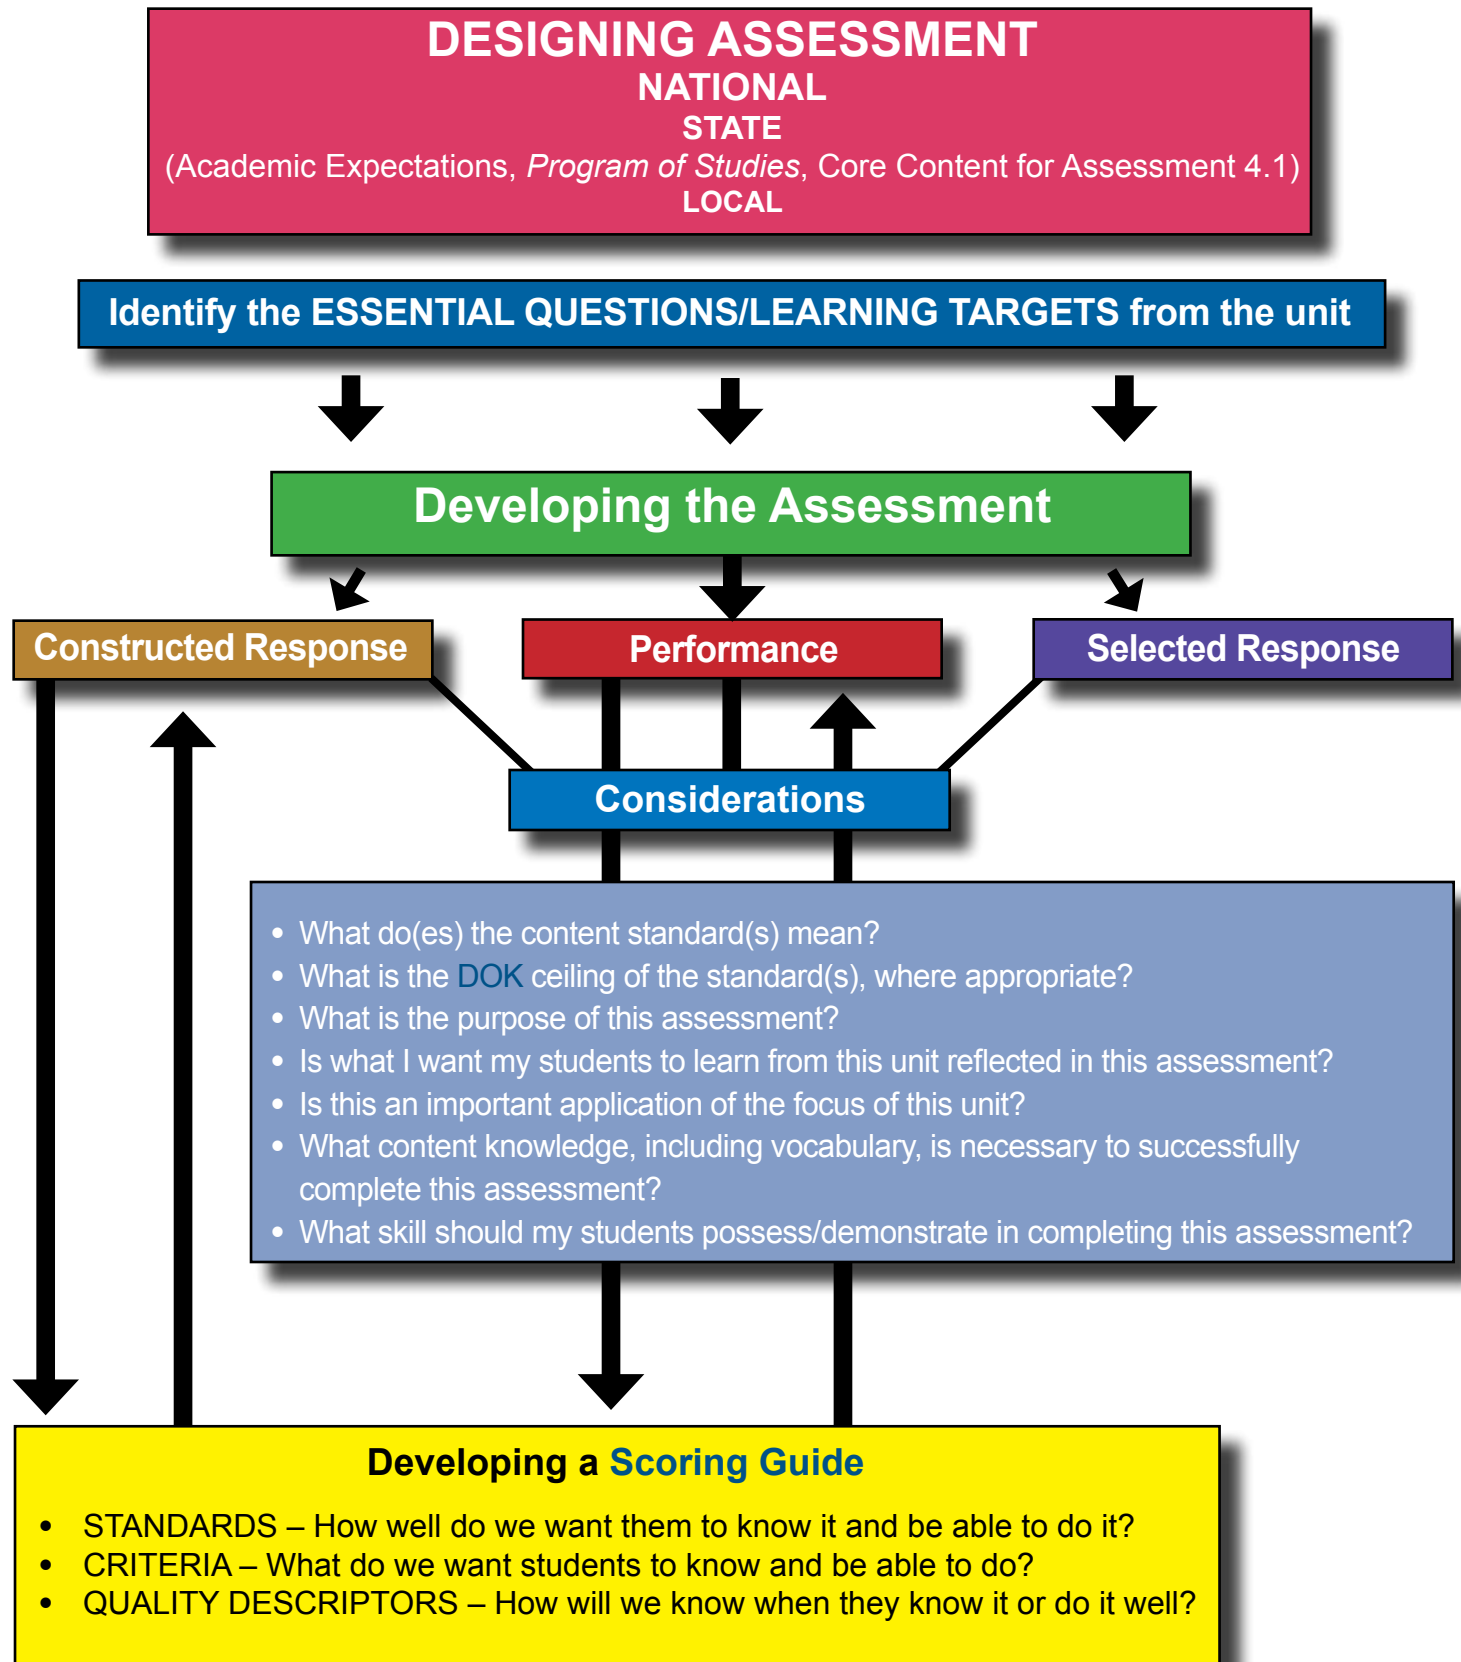 DESIGNING ASSESSMENT
NATIONAL
STATE
(Academic Expectations, Program of Studies, Core Content for Assessment 4.1)
LOCAL
Identify the ESSENTIAL QUESTIONS/LEARNING TARGETS from the unit
Developing the Assessment
Constructed Response
Performance
Selected Response
Considerations
• What do(es) the content standard(s) mean?
• What is the DOK ceiling of the standard(s), where appropriate?
• What is the purpose of this assessment?
• Is what I want my students to learn from this unit reflected in this assessment?
• Is this an important application of the focus of this unit?
• What content knowledge, including vocabulary, is necessary to successfully
complete this assessment?
• What skill should my students possess/demonstrate in completing this assessment?
Developing a Scoring Guide
• STANDARDS – How well do we want them to know it and be able to do it?
• CRITERIA – What do we want students to know and be able to do?
• QUALITY DESCRIPTORS – How will we know when they know it or do it well?